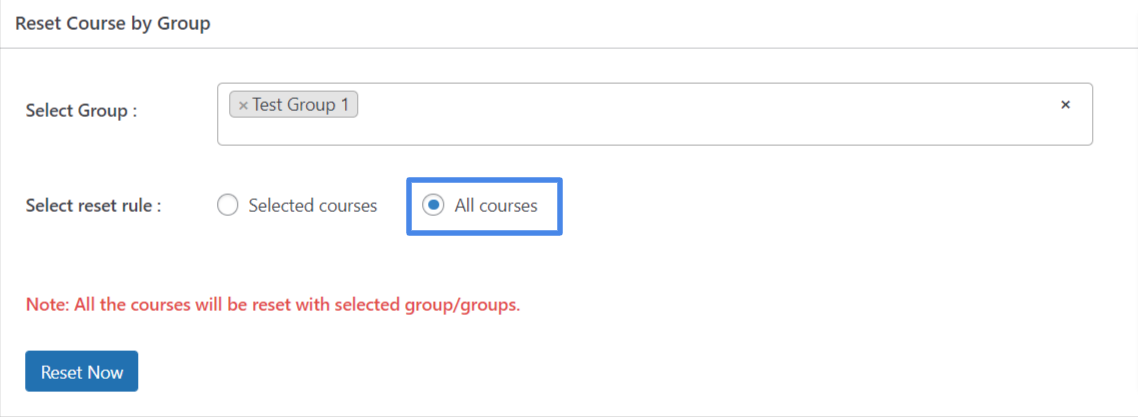 Reset Course by Group
Select Group :
× Test Group 1
×
Select reset rule :
Selected courses
All courses
Note: All the courses will be reset with selected group/groups.
Reset Now